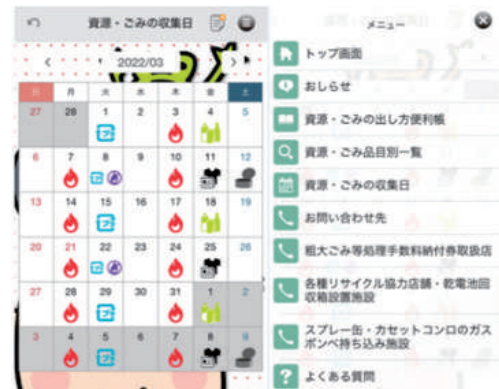 資源・ごみの収集日
2022/03
日 月 火 水 木 金 土
27 28 1 2 3 4 5
6 7 8 9 10 11 12
13 14 15 16 17 18 19
20 21 22 23 24 25 26
27 28 29 30 31 1 2
3 4 5 6 7 8 9
メニュー
トップ画面
おしらせ
資源・ごみの出し方便利帳
資源・ごみ品目別一覧
資源・ごみの収集日
お問い合わせ先
粗大ごみ等処理手数料納付券取扱店
各種リサイクル協力店舗・乾電池回
収箱設置施設
スプレー缶・カセットコンロのガス
ボンベ持ち込み施設
よくある質問